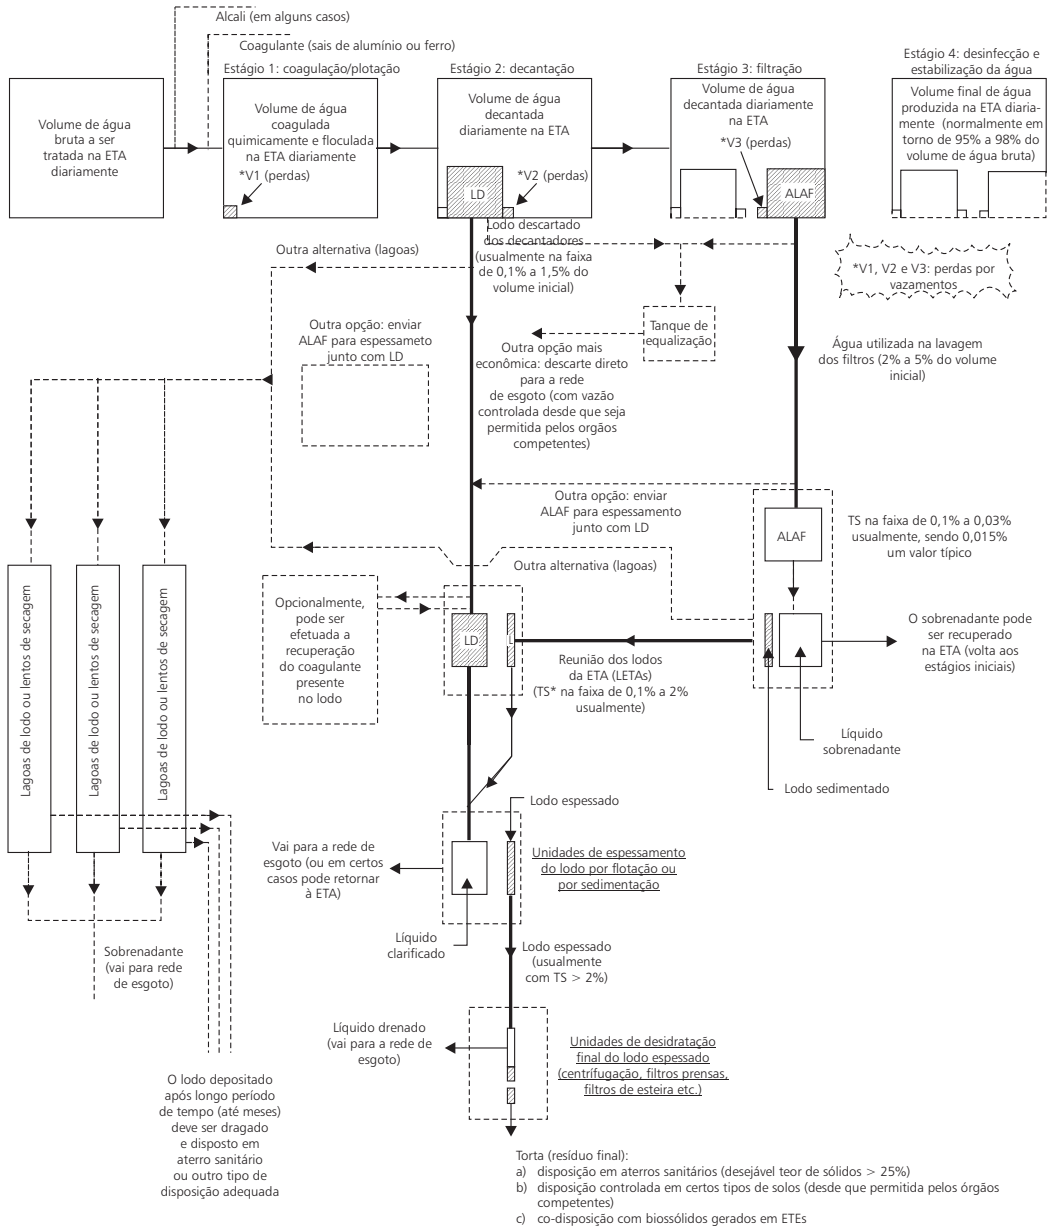 Alcali (em alguns casos)
Coagulante (sais de alumínio ou ferro)
Estágio 1: coagulação/plotação
Estágio 2: decantação
Estágio 3: filtração
Estágio 4: desinfecção e
estabilização da água
Volume de água
bruta a ser
tratada na ETA
diariamente
Volume de água
coagulada
quimicamente e floculada
na ETA diariamente
*V1 (perdas)
Volume de água
decantada
diariamente na ETA
LD
*V2 (perdas)
Volume de água
decantada diariamente
na ETA
*V3 (perdas)
ALAF
Volume final de água
produzida na ETA diaria-
mente (normalmente em
torno de 95% a 98% do
volume de água bruta)
Lodo descartado
dos decantadores
(usualmente na faixa
de 0,1% a 1,5% do
volume inicial)
Outra alternativa (lagoas)
*V1, V2 e V3: perdas por
vazamentos
Outra opção: enviar
ALAF para espessameto
junto com LD
Tanque de
equalização
Outra opção mais
econômica: descarte direto
para a rede
de esgoto (com vazão
controlada desde que seja
permitida pelos orgãos
competentes)
Água utilizada na lavagem
dos filtros (2% a 5% do volume
inicial)
Outra opção: enviar
ALAF para espessamento
junto com LD
ALAF
TS na faixa de 0,1% a 0,03%
usualmente, sendo 0,015%
um valor típico
Outra alternativa (lagoas)
Lagoas de lodo ou lentos de secagem
Lagoas de lodo ou lentos de secagem
Lagoas de lodo ou lentos de secagem
Opcionalmente,
pode ser
efetuada a
recuperação
do coagulante
presente
no lodo
LD
L
Reunião dos lodos
da ETA (LETAs)
(TS* na faixa de 0,1% a 2%
usualmente)
O sobrenadante pode
ser recuperado
na ETA (volta aos
estágios iniciais)
Líquido
sobrenadante
Lodo sedimentado
Lodo espessado
Vai para a rede de
esgoto (ou em certos
casos pode retornar
à ETA)
Unidades de espessamento
do lodo por flotação ou
por sedimentação
Líquido
clarificado
Lodo espessado
(usualmente
com TS > 2%)
Sobrenadante
(vai para rede
de esgoto)
Líquido drenado
(vai para a rede de
esgoto)
Unidades de desidratação
final do lodo espessado
(centrífugação, filtros prensas,
filtros de esteira etc.)
O lodo depositado
após longo período
de tempo (até meses)
deve ser dragado
e disposto em
aterro sanitário
ou outro tipo de
disposição adequada
Torta (resíduo final):
a) disposição em aterros sanitários (desejável teor de sólidos > 25%)
b) disposição controlada em certos tipos de solos (desde que permitida pelos órgãos
competentes)
c) co-disposição com biossólidos gerados em ETEs